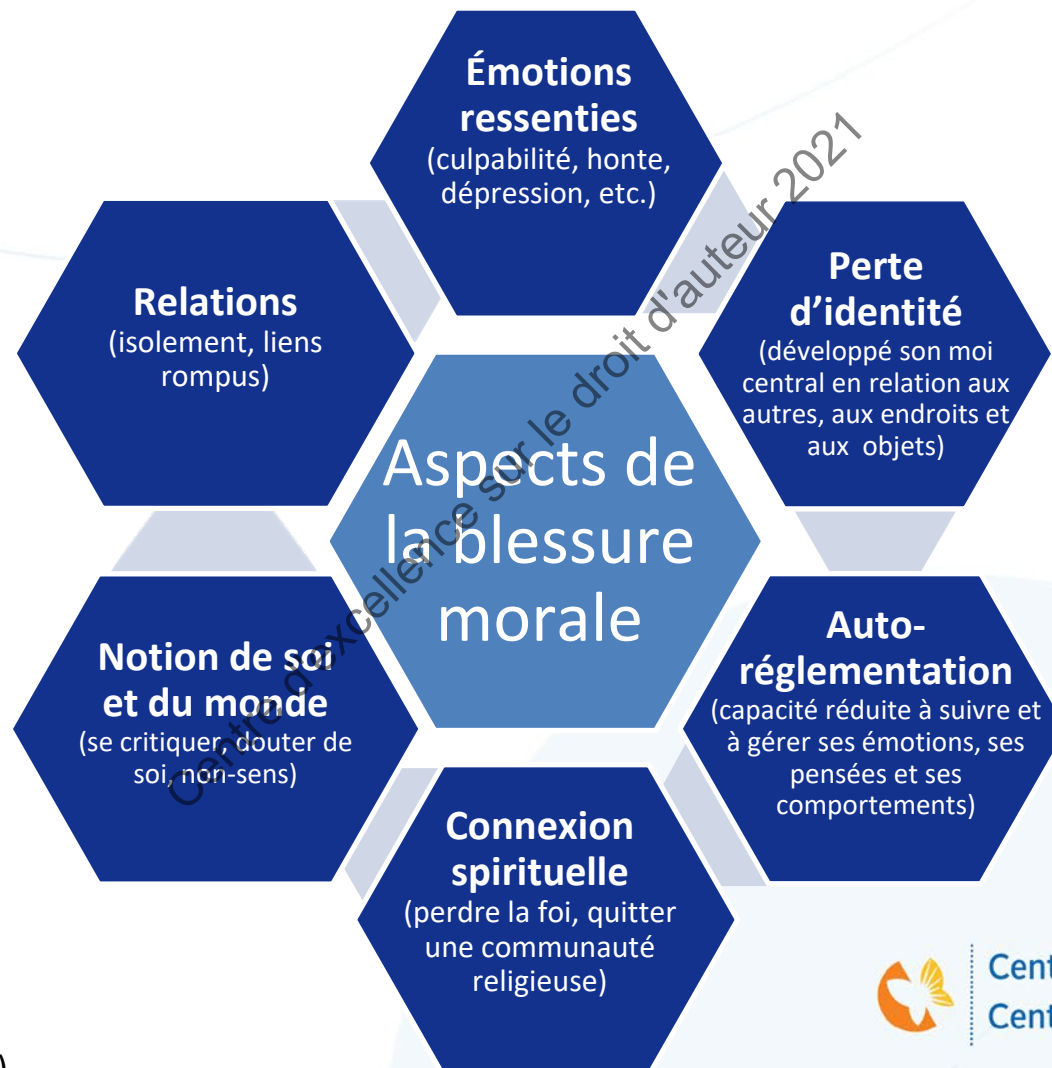 Émotions
ressenties
(culpabilité, honte,
dépression, etc.)
Perte
d'identité
(développé son moi
central en relation aux
autres, aux endroits et
aux objets)
Auto-
réglementation
(capacité réduite à suivre et
à gérer ses émotions, ses
pensées et ses
comportements)
Connexion
spirituelle
(perdre la foi, quitter
une communauté
religieuse)
Notion de soi
et du monde
(se critiquer, douter de
soi, non-sens)
Relations
(isolement, liens
rompus)
Aspects de
la blessure
morale
Centre d'excellence sur le droit d'auteur 2021
Cent
Cent
)